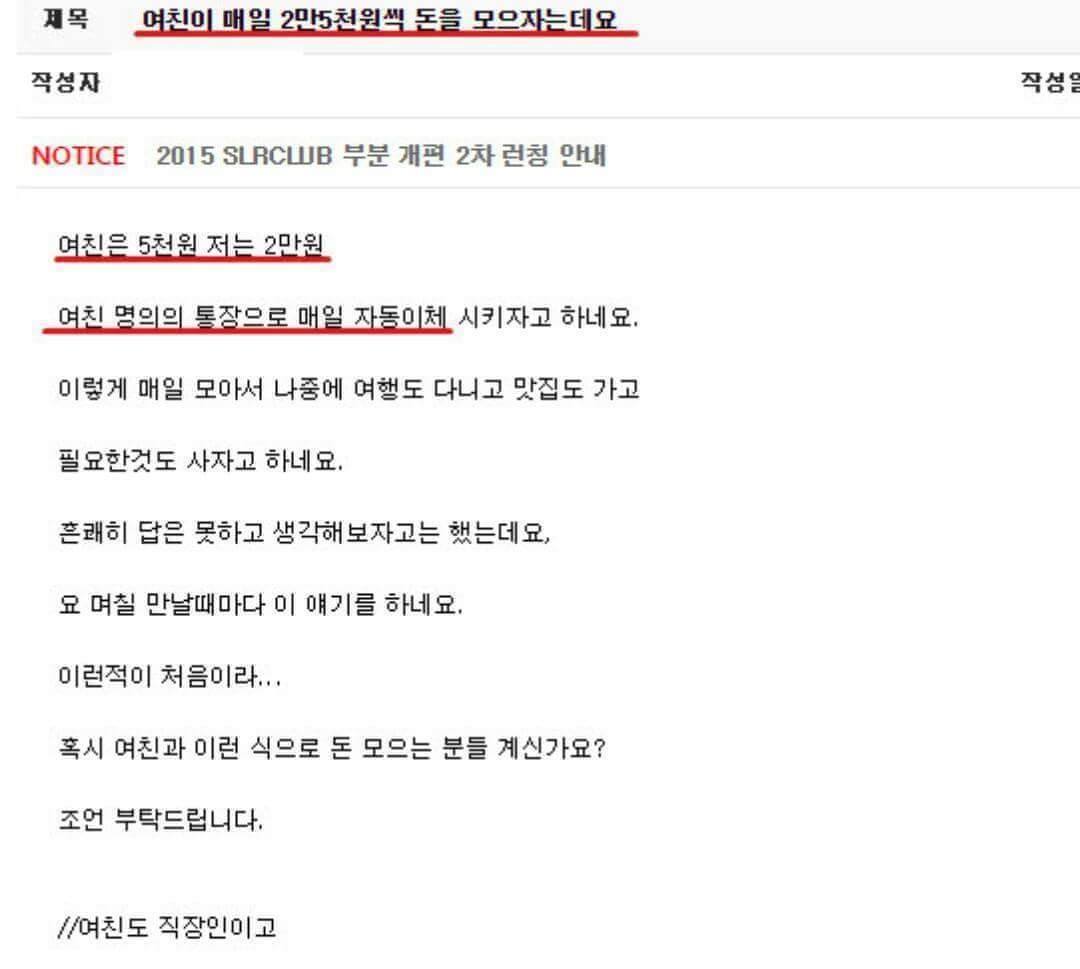 제목 여친이 매일 2만5천원씩 돈을 모으자는데요
작성자 작성일
NOTICE 2015 SLRCLUB 부분 개편 2차 런칭 안내
여친은 5천원 저는 2만원
여친 명의의 통장으로 매일 자동이체 시키자고 하네요.
이렇게 매일 모아서 나중에 여행도 다니고 맛집도 가고
필요한것도 사자고 하네요.
흔쾌히 답은 못하고 생각해보자고는 했는데요,
요 며칠 만날때마다 이 얘기를 하네요.
이런적이 처음이라...
혹시 여친과 이런 식으로 돈 모으는 분들 계신가요?
조언 부탁드립니다.
//여친도 직장인이고